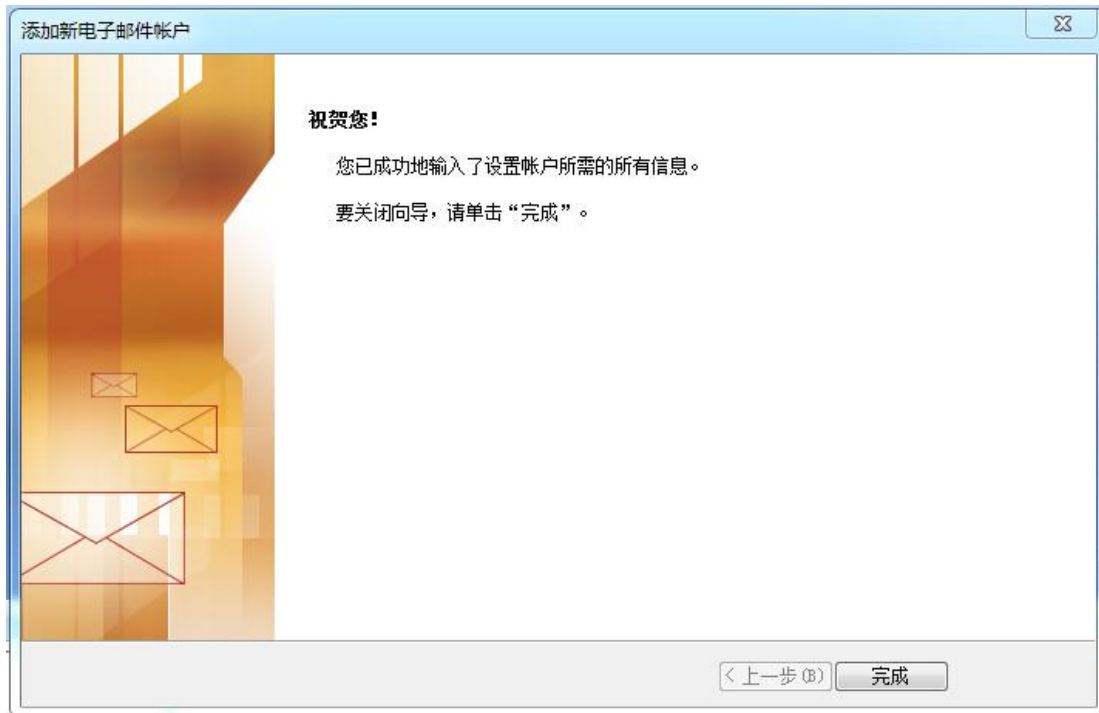 添加新电子邮件帐户
祝贺您!
您已成功地输入了设置帐户所需的所有信息。
要关闭向导,请单击“完成”。
< 上一步(B)
完成